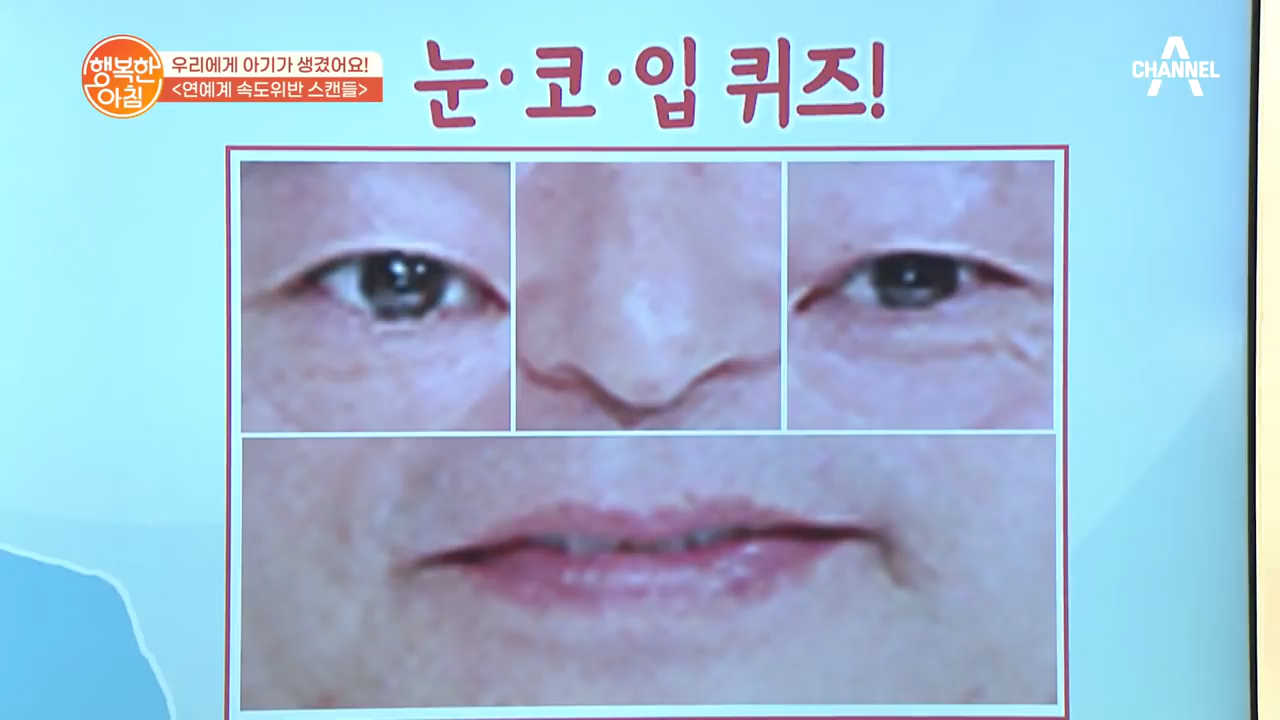 행복한
아침
우리에게 아기가 생겼어요!
<연예계 속도위반 스캔들>
눈·코·입 퀴즈!
CHANNEL A